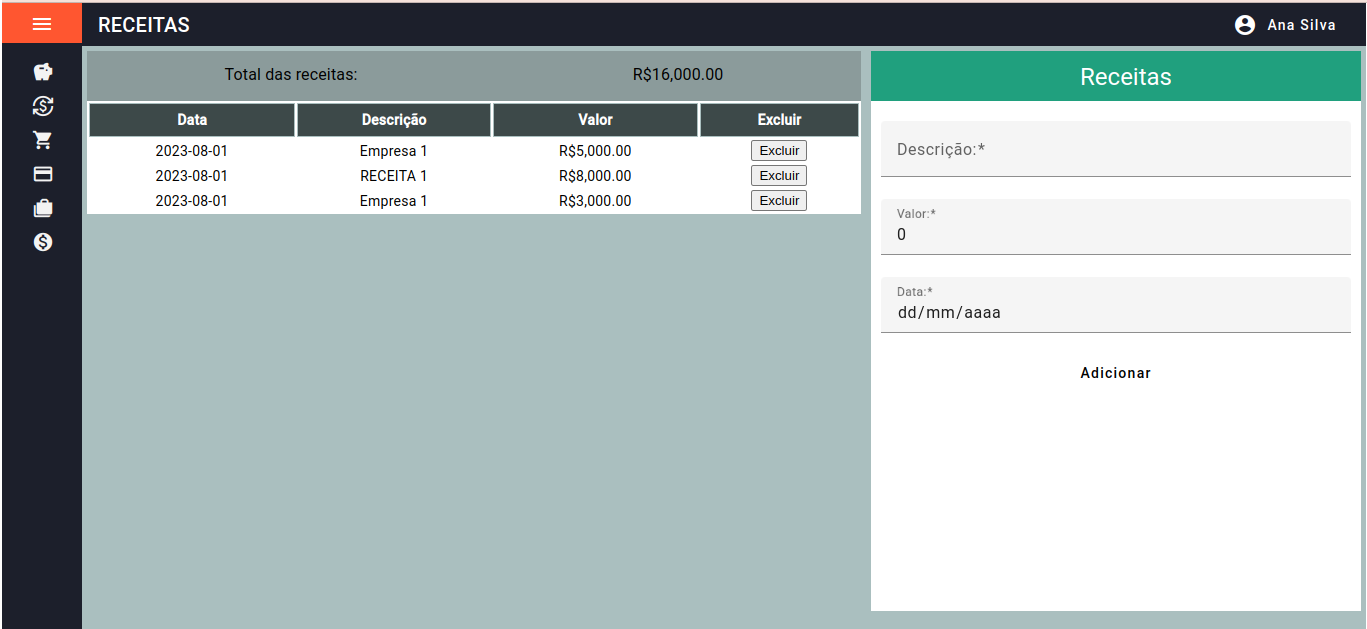 RECEITAS
Ana Silva
Total das receitas: R$16,000.00
Data Descrição Valor Excluir
2023-08-01 Empresa 1 R$5,000.00 Excluir
2023-08-01 RECEITA 1 R$8,000.00 Excluir
2023-08-01 Empresa 1 R$3,000.00 Excluir
Receitas
Descrição:*
Valor:*
0
Data:*
dd/mm/aaaa
Adicionar